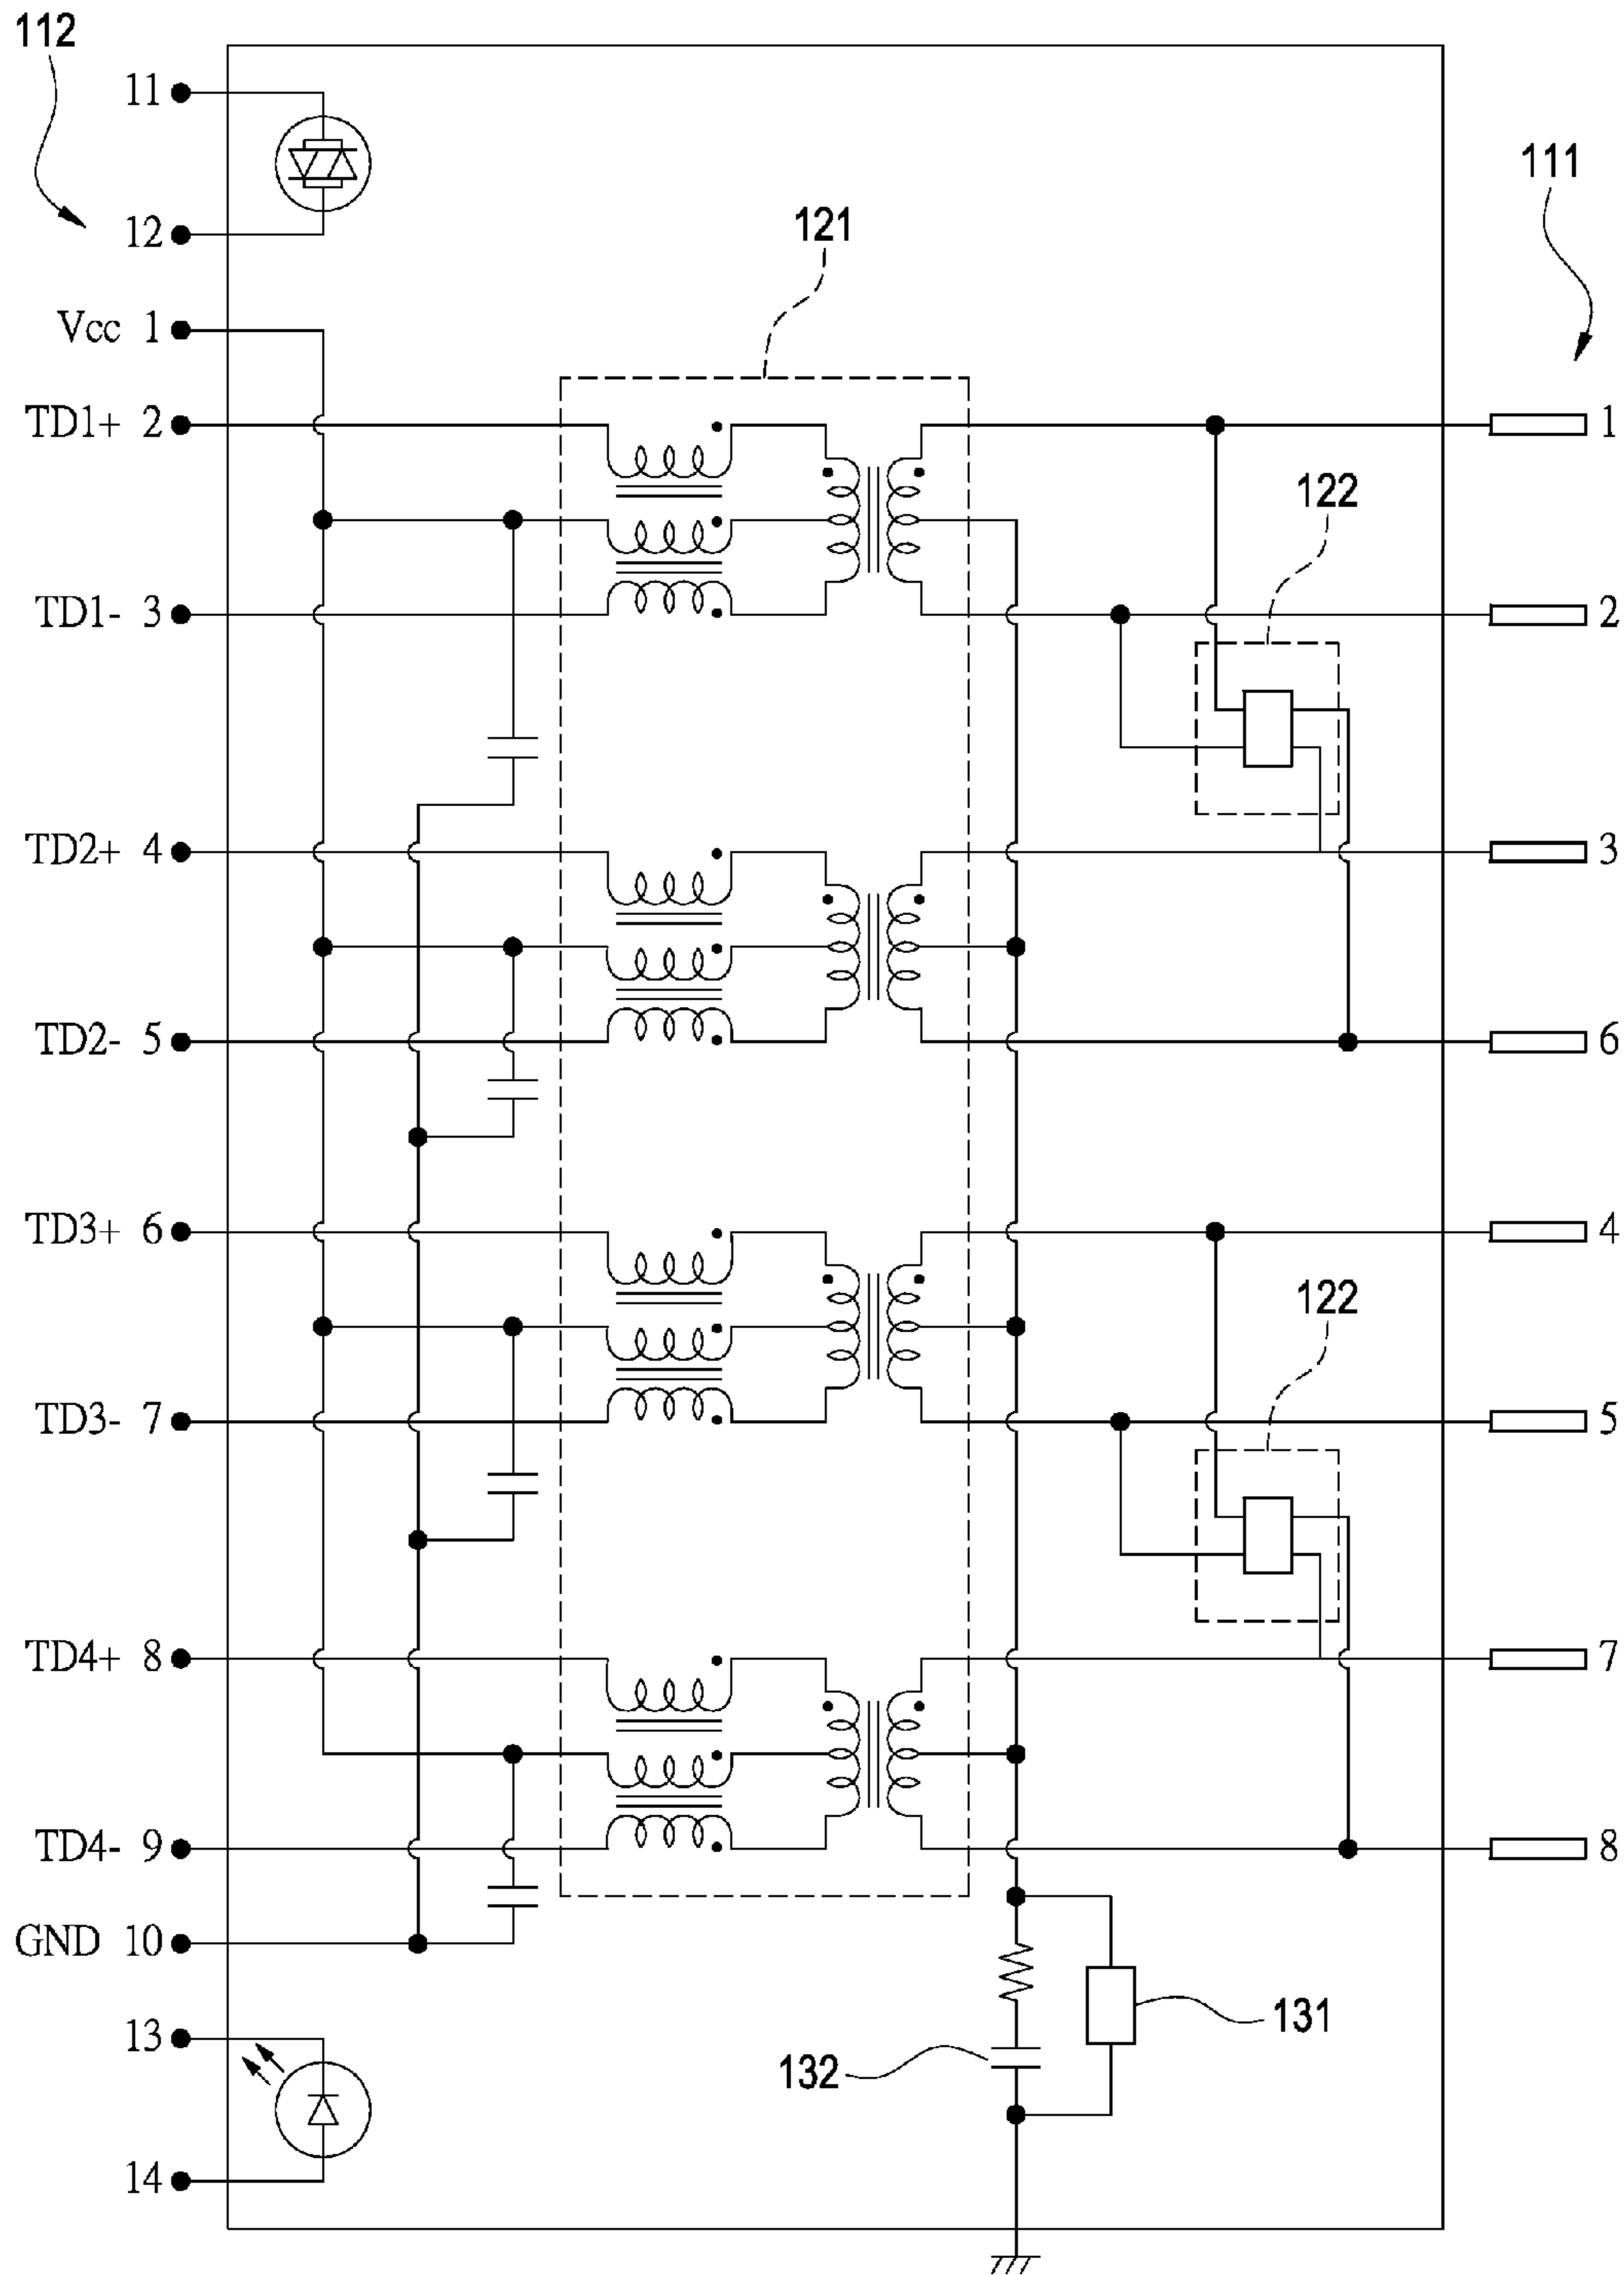 112
11
12
111
121
Vcc 1
TD1+ 2
1
122
TD1- 3
2
TD2+ 4
3
TD2- 5
6
TD3+ 6
4
122
TD3- 7
5
TD4+ 8
7
TD4- 9
8
GND 10
13
131
132
14